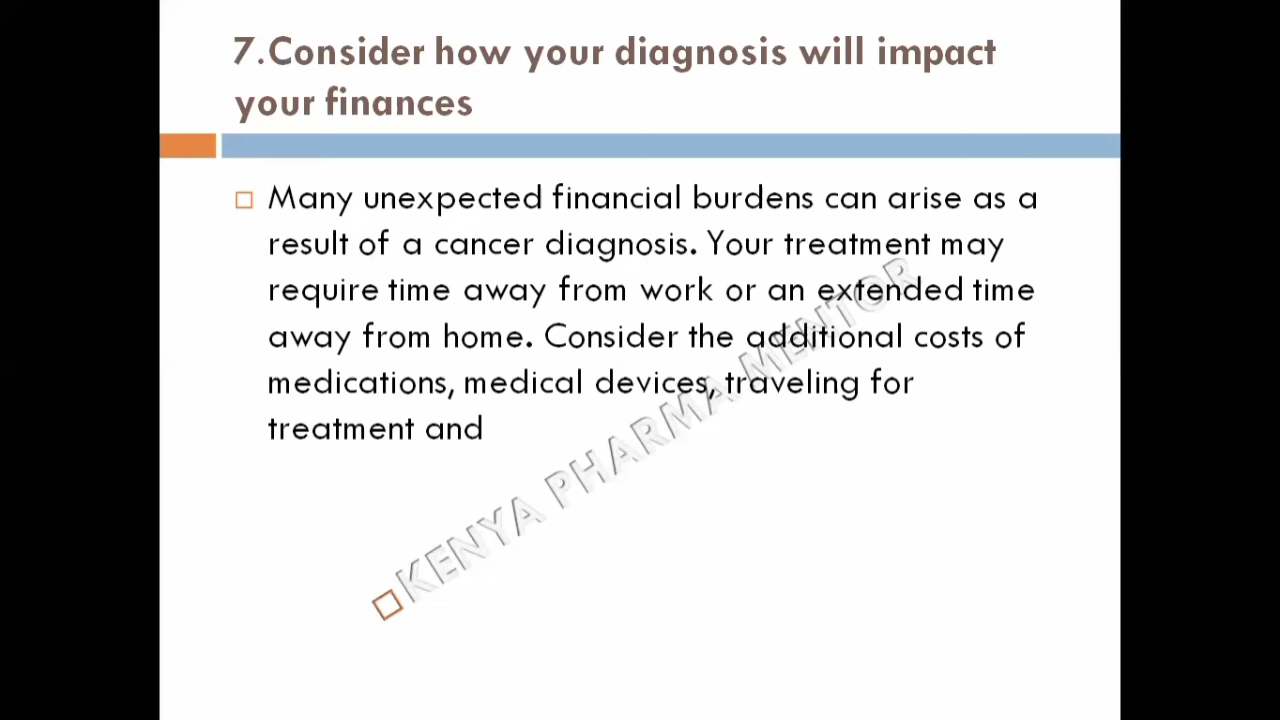 7.Consider how your diagnosis will impact
your finances
Many unexpected financial burdens can arise as a
result of a cancer diagnosis. Your treatment may
require time away from work or an extended time
away from home. Consider the additional costs of
medications, medical devices, traveling for
treatment and
KENYA PHARMA MENTOR